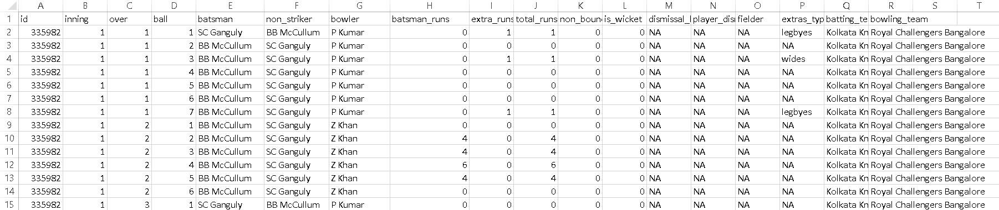 A B C D E F G H I J K L M N O P Q R S T
1 id inning over ball batsman non_striker bowler batsman_runs extra_runs total_runs non_boun is_wicket dismissal_ player_dis fielder extras_typ batting_te bowling_team
2 335982 1 1 1 SC Ganguly BB McCullum P Kumar 0 1 1 0 0 NA NA NA legbyes Kolkata Kn Royal Challengers Bangalore
3 335982 1 1 2 BB McCullum SC Ganguly P Kumar 0 0 0 0 0 NA NA NA NA Kolkata Kn Royal Challengers Bangalore
4 335982 1 1 3 BB McCullum SC Ganguly P Kumar 0 1 1 0 0 NA NA NA wides Kolkata Kn Royal Challengers Bangalore
5 335982 1 1 4 BB McCullum SC Ganguly P Kumar 0 0 0 0 0 NA NA NA NA Kolkata Kn Royal Challengers Bangalore
6 335982 1 1 5 BB McCullum SC Ganguly P Kumar 0 0 0 0 0 NA NA NA NA Kolkata Kn Royal Challengers Bangalore
7 335982 1 1 6 BB McCullum SC Ganguly P Kumar 0 0 0 0 0 NA NA NA NA Kolkata Kn Royal Challengers Bangalore
8 335982 1 1 7 BB McCullum SC Ganguly P Kumar 0 1 1 0 0 NA NA NA legbyes Kolkata Kn Royal Challengers Bangalore
9 335982 1 2 1 BB McCullum SC Ganguly Z Khan 0 0 0 0 0 NA NA NA NA Kolkata Kn Royal Challengers Bangalore
10 335982 1 2 2 BB McCullum SC Ganguly Z Khan 4 0 4 0 0 NA NA NA NA Kolkata Kn Royal Challengers Bangalore
11 335982 1 2 3 BB McCullum SC Ganguly Z Khan 4 0 4 0 0 NA NA NA NA Kolkata Kn Royal Challengers Bangalore
12 335982 1 2 4 BB McCullum SC Ganguly Z Khan 6 0 6 0 0 NA NA NA NA Kolkata Kn Royal Challengers Bangalore
13 335982 1 2 5 BB McCullum SC Ganguly Z Khan 4 0 4 0 0 NA NA NA NA Kolkata Kn Royal Challengers Bangalore
14 335982 1 2 6 BB McCullum SC Ganguly Z Khan 0 0 0 0 0 NA NA NA NA Kolkata Kn Royal Challengers Bangalore
15 335982 1 3 1 SC Ganguly BB McCullum P Kumar 0 0 0 0 0 NA NA NA NA Kolkata Kn Royal Challengers Bangalore